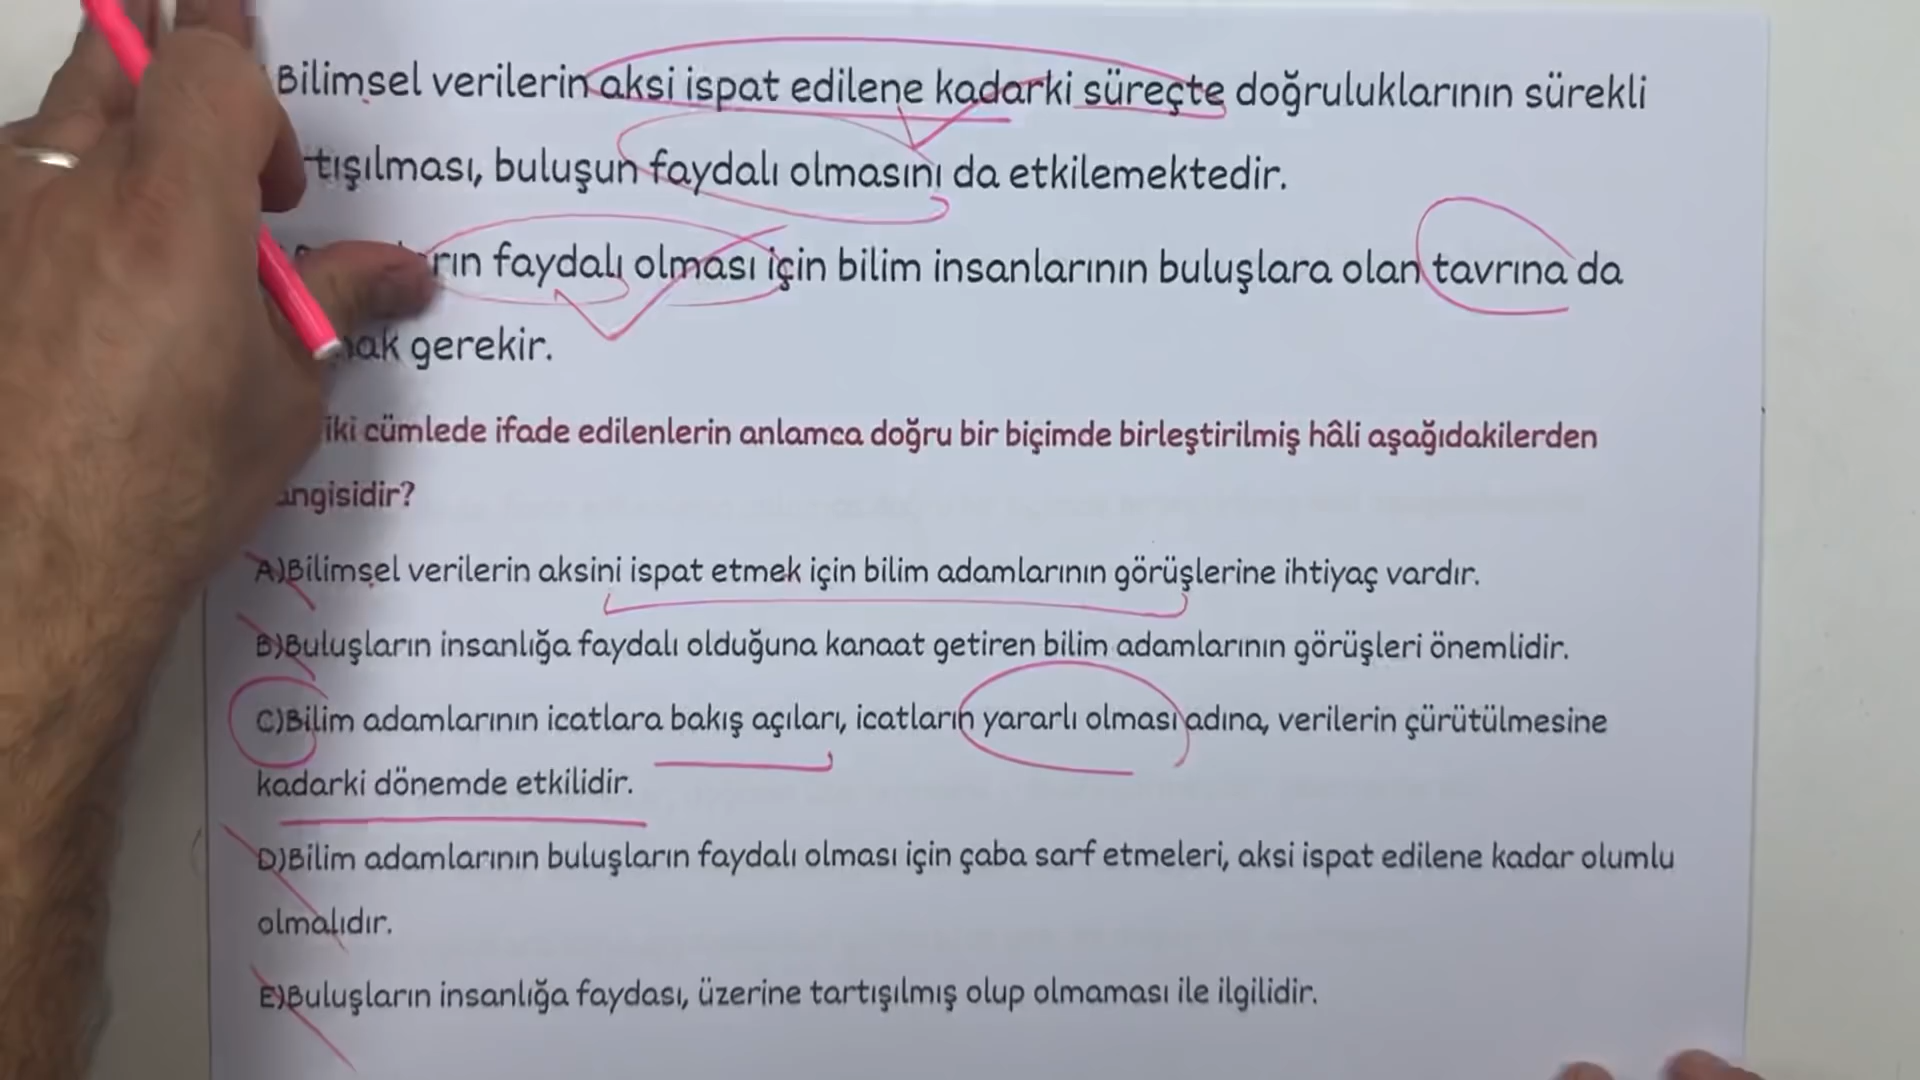 Bilimsel verilerin aksi ispat edilene kadarki süreçte doğruluklarının sürekli
tışılması, buluşun faydalı olmasını da etkilemektedir.
rın faydalı olması için bilim insanlarının buluşlara olan tavrına da
gerekir.
iki cümlede ifade edilenlerin anlamca doğru bir biçimde birleştirilmiş hâli aşağıdakilerden
angisidir?
A)Bilimsel verilerin aksini ispat etmek için bilim adamlarının görüşlerine ihtiyaç vardır.
B)Buluşların insanlığa faydalı olduğuna kanaat getiren bilim adamlarının görüşleri önemlidir.
C)Bilim adamlarının icatlara bakış açıları, icatların yararlı olması adına, verilerin çürütülmesine
kadarki dönemde etkilidir.
D)Bilim adamlarının buluşların faydalı olması için çaba sarf etmeleri, aksi ispat edilene kadar olumlu
olmalıdır.
E)Buluşların insanlığa faydası, üzerine tartışılmış olup olmaması ile ilgilidir.